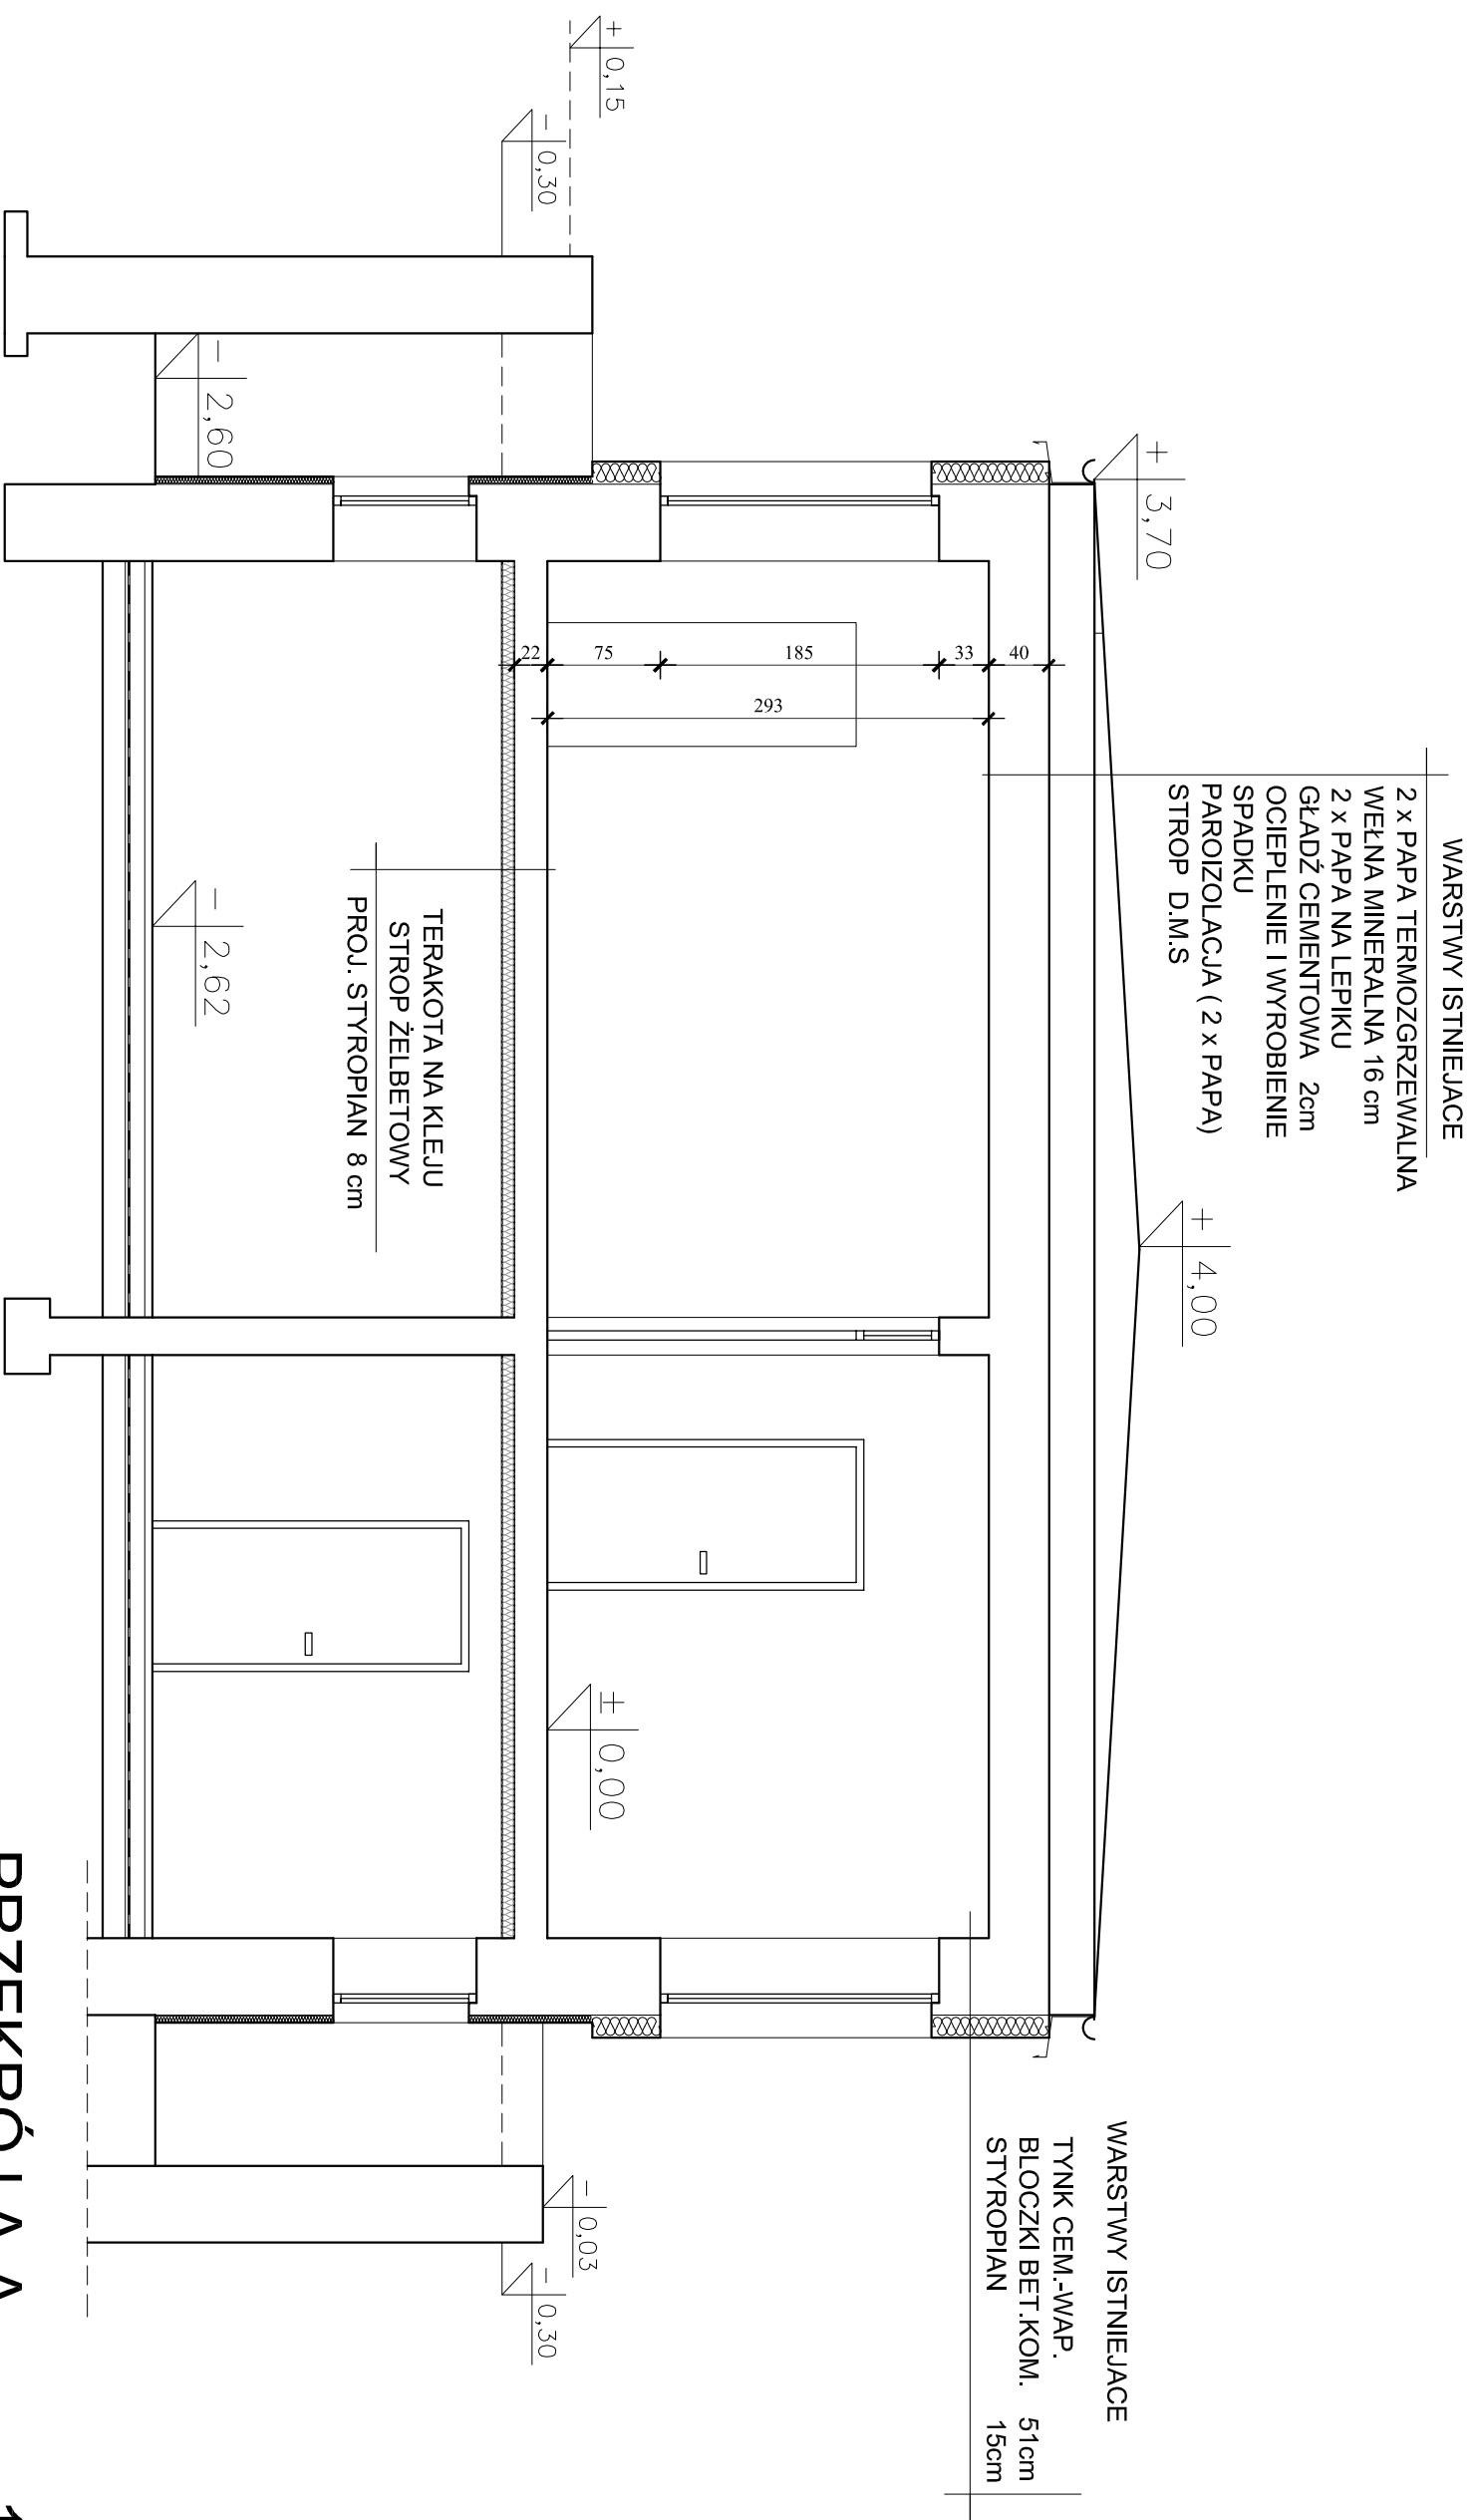 WARSTWY ISTNIEJACE
2 x PAPA TERMOZGRZEWALNA
WEŁNA MINERALNA 16 cm
2 x PAPA NA LEPIKU
GŁADŹ CEMENTOWA 2cm
OCIEPLENIE I WYROBIENIE
SPADKU
PAROIZOLACJA ( 2 x PAPA)
STROP D.M.S
+ 4,00
+ 3,70
WARSTWY ISTNIEJACE
TYNK CEM.-WAP.
BLOCZKI BET.KOM. 51cm
STYROPIAN 15cm
40
33
185
75
22
293
+ 0,15
- 0,30
± 0,00
- 0,03
- 0,30
TERAKOTA NA KLEJU
STROP ŻELBETOWY
PROJ. STYROPIAN 8 cm
- 2,60
- 2,62